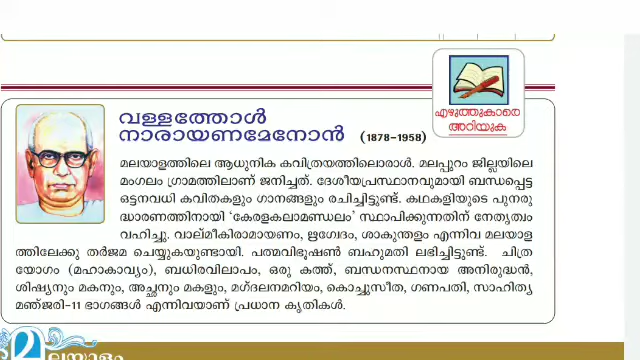 എഴുത്തുകാരെ
അറിയുക
വള്ളത്തോൾ
നാരായണമേനോൻ (1878-1958)
മലയാളത്തിലെ ആധുനിക കവിത്രയത്തിലൊരാൾ. മലപ്പുറം ജില്ലയിലെ
മംഗലം ഗ്രാമത്തിലാണ് ജനിച്ചത്. ദേശീയപ്രസ്ഥാനവുമായി ബന്ധപ്പെട്ട
ഒട്ടനവധി കവിതകളും ഗാനങ്ങളും രചിച്ചിട്ടുണ്ട്. കഥകളിയുടെ പുനരു
ദ്ധാരണത്തിനായി ‘കേരളകലാമണ്ഡലം’ സ്ഥാപിക്കുന്നതിന് നേതൃത്വം
വഹിച്ചു. വാല്മീകിരാമായണം, ഋഗ്വേദം, ശാകുന്തളം എന്നിവ മലയാള
ത്തിലേക്കു തർജമ ചെയ്യുകയുണ്ടായി. പത്മവിഭൂഷൺ ബഹുമതി ലഭിച്ചിട്ടുണ്ട്. ചിത്ര
യോഗം (മഹാകാവ്യം), ബധിരവിലാപം, ഒരു കത്ത്, ബന്ധനസ്ഥനായ അനിരുദ്ധൻ,
ശിഷ്യനും മകനും, അച്ഛനും മകളും, മഗ്ദലനമറിയം, കൊച്ചുസീത, ഗണപതി, സാഹിത്യ
മഞ്ജരി-11 ഭാഗങ്ങൾ എന്നിവയാണ് പ്രധാന കൃതികൾ.
മലയാളം